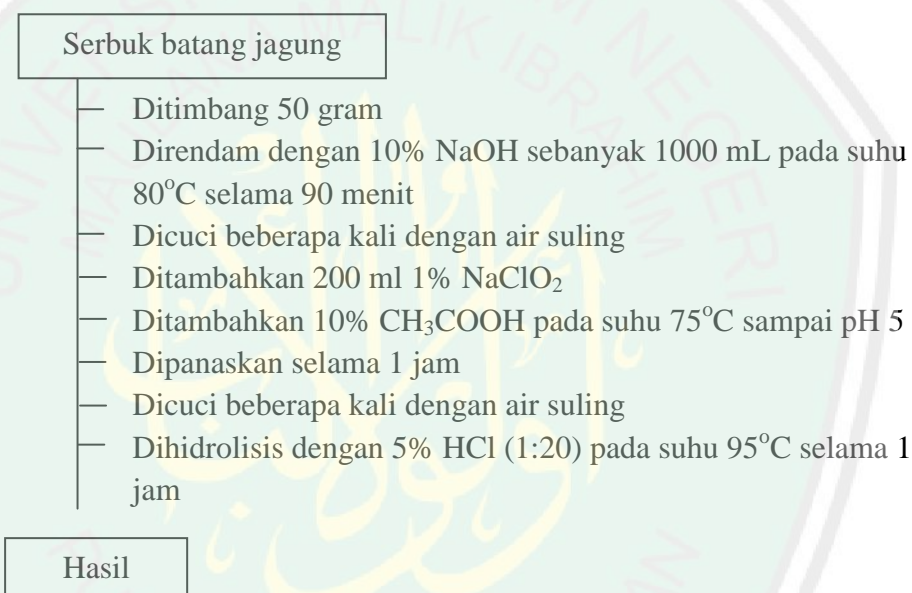 Serbuk batang jagung
Ditimbang 50 gram
Direndam dengan 10% NaOH sebanyak 1000 mL pada suhu
80°C selama 90 menit
Dicuci beberapa kali dengan air suling
Ditambahkan 200 ml 1% NaClO₂
Ditambahkan 10% CH₃COOH pada suhu 75°C sampai pH 5
Dipanaskan selama 1 jam
Dicuci beberapa kali dengan air suling
Dihidrolisis dengan 5% HCl (1:20) pada suhu 95°C selama 1
jam
Hasil